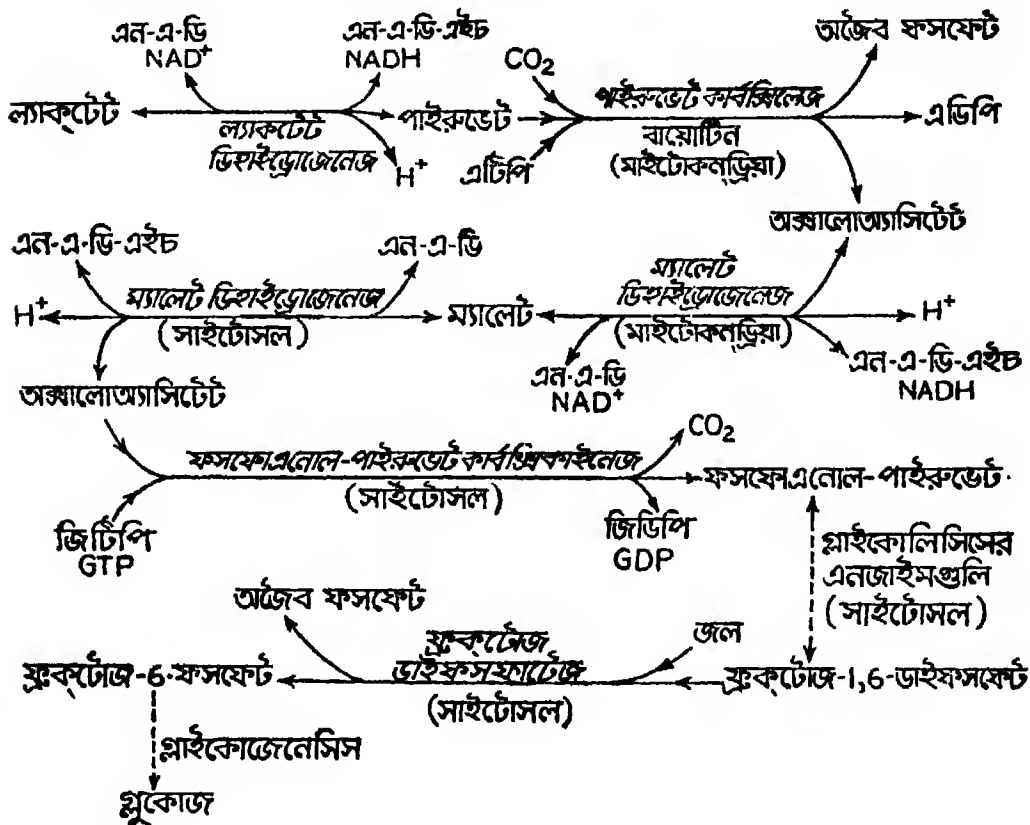 এন-এ-ডি
NAD⁺
এন-এ-ডি-এইচ
NADH
CO₂
অজৈব ফসফেট
ল্যাক্‌টেট
ল্যাকটেট
ডিহাইড্রোজেনেজ
পাইরুভেট
H⁺
এটিপি
পাইরুভেট কার্বক্সিলেজ
বায়োটিন
(মাইটোকন্‌ড্রিয়া)
এডিপি
অক্সালোঅ্যাসিটেট
এন-এ-ডি-এইচ
এন-এ-ডি
H⁺
ম্যালেট ডিহাইড্রোজেনেজ
(সাইটোসল)
ম্যালেট
ম্যালেট
ডিহাইড্রোজেনেজ
(মাইটোকন্‌ড্রিয়া)
H⁺
এন-এ-ডি
NAD⁺
এন-এ-ডি-এইচ
NADH
অক্সালোঅ্যাসিটেট
ফসফোএনোল-পাইরুভেট কার্বক্সিকাইনেজ
(সাইটোসল)
CO₂
ফসফোএনোল-পাইরুভেট
জিটিপি
GTP
জিডিপি
GDP
গ্লাইকোলিসিসের
এনজাইমগুলি
(সাইটোসল)
অজৈব ফসফেট
ফ্রুক্‌টোজ
ডাইফসফাটেজ
(সাইটোসল)
জল
ফ্রুক্‌টোজ-6-ফসফেট
ফ্রুক্‌টোজ-1,6-ডাইফসফেট
গ্লাইকোজেনেসিস
গ্লুকোজ